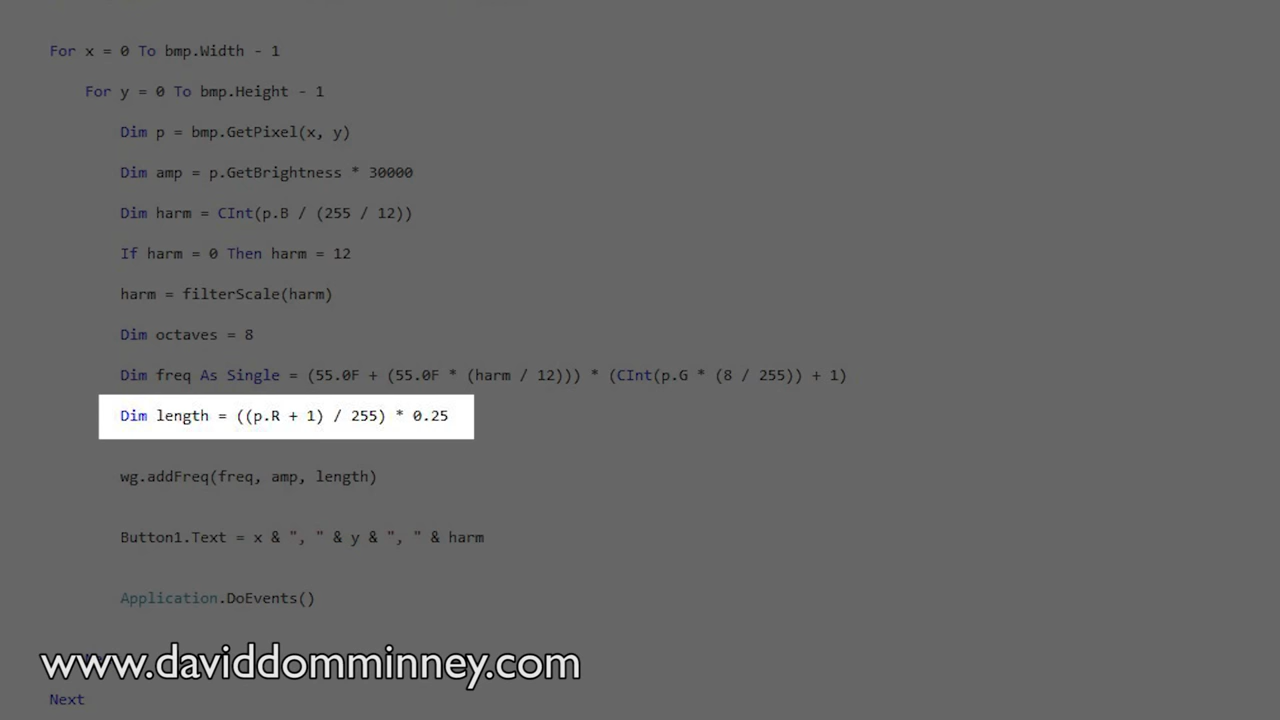 For x = 0 To bmp.Width - 1
For y = 0 To bmp.Height - 1
Dim p = bmp.GetPixel(x, y)
Dim amp = p.GetBrightness * 30000
Dim harm = CInt(p.B / (255 / 12))
If harm = 0 Then harm = 12
harm = filterScale(harm)
Dim octaves = 8
Dim freq As Single = (55.0F + (55.0F * (harm / 12))) * (CInt(p.G * (8 / 255)) + 1)
Dim length = ((p.R + 1) / 255) * 0.25
wg.addFreq(freq, amp, length)
Button1.Text = x & ", " & y & ", " & harm
Application.DoEvents()
www.daviddomminney.com
Next